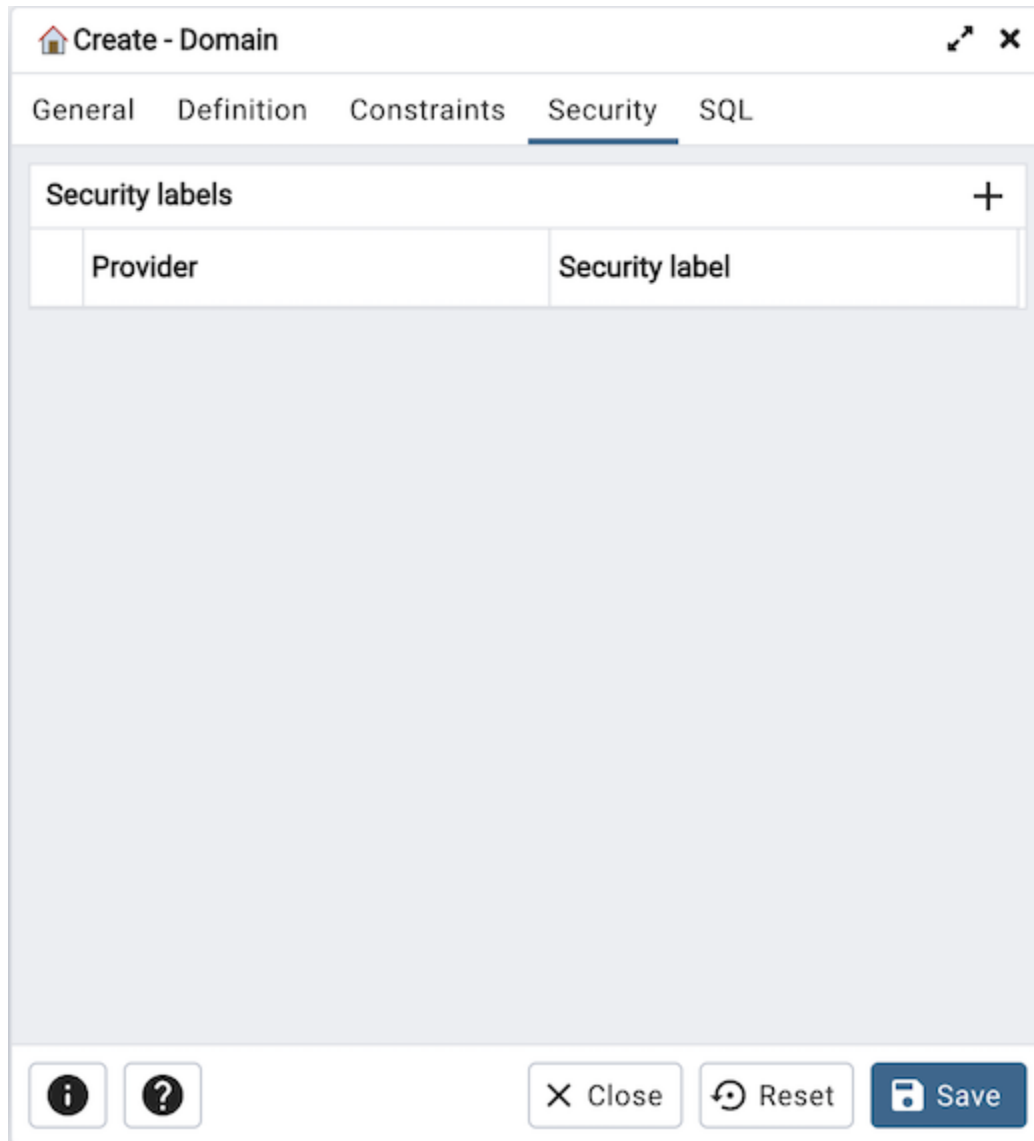 Create - Domain
General Definition Constraints Security SQL
Security labels
Provider Security label
Close Reset Save